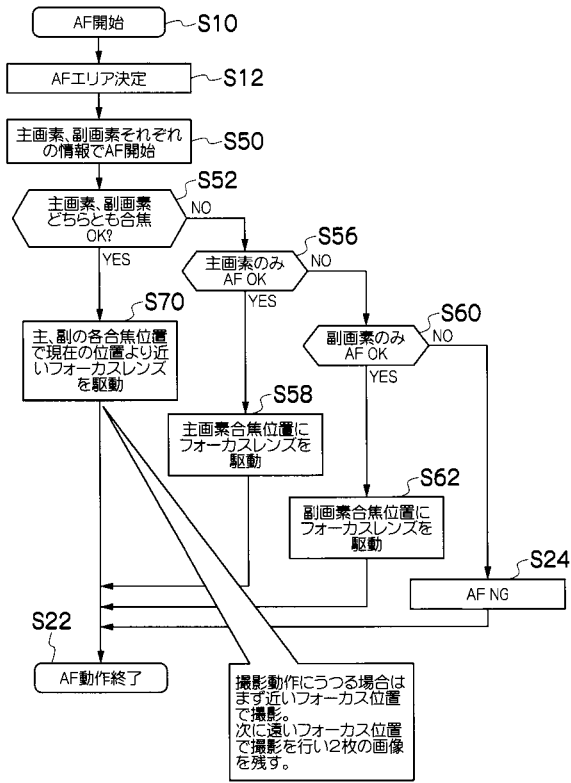 AF開始
S10
AFエリア決定
S12
主画素、副画素それぞれ
の情報でAF開始
S50
主画素、副画素
どちらとも合焦
OK?
S52
NO
YES
主画素のみ
AF OK
S56
NO
YES
主、副の各合焦位置
で現在の位置より近
いフォーカスレンズ
を駆動
S70
副画素のみ
AF OK
S60
NO
YES
主画素合焦位置に
フォーカスレンズを
駆動
S58
副画素合焦位置に
フォーカスレンズを
駆動
S62
AF NG
S24
S22
AF動作終了
撮影動作にうつる場合は
まず近いフォーカス位置
で撮影。
次に遠いフォーカス位置
で撮影を行い2枚の画像
を残す。